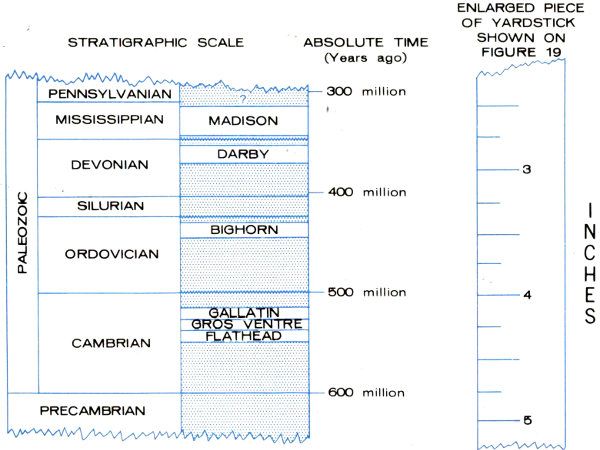 STRATIGRAPHIC SCALE
ABSOLUTE TIME
(Years ago)
ENLARGED PIECE
OF YARDSTICK
SHOWN ON
FIGURE 19
PALEOZOIC
PENNSYLVANIAN
?
300 million
MISSISSIPPIAN
MADISON
DEVONIAN
DARBY
3
400 million
SILURIAN
ORDOVICIAN
BIGHORN
500 million
4
CAMBRIAN
GALLATIN
GROS VENTRE
FLATHEAD
600 million
PRECAMBRIAN
5
INCHES